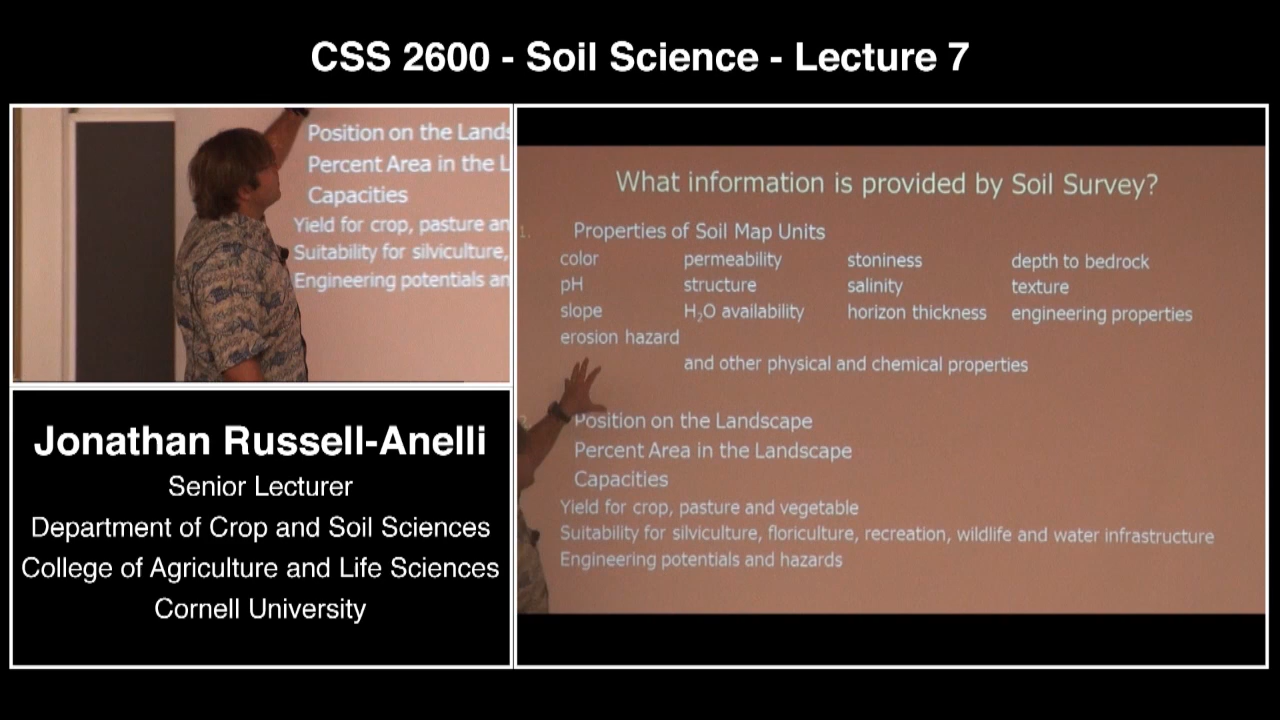 CSS 2600 - Soil Science - Lecture 7
Position on the Lands
Percent Area in the L
Capacities
Yield for crop, pasture an
Suitability for silviculture,
Engineering potentials an
Jonathan Russell-Anelli
Senior Lecturer
Department of Crop and Soil Sciences
College of Agriculture and Life Sciences
Cornell University
What information is provided by Soil Survey?
1. Properties of Soil Map Units
color permeability stoniness depth to bedrock
pH structure salinity texture
slope H₂O availability horizon thickness engineering properties
erosion hazard
and other physical and chemical properties
Position on the Landscape
Percent Area in the Landscape
Capacities
Yield for crop, pasture and vegetable
Suitability for silviculture, floriculture, recreation, wildlife and water infrastructure
Engineering potentials and hazards